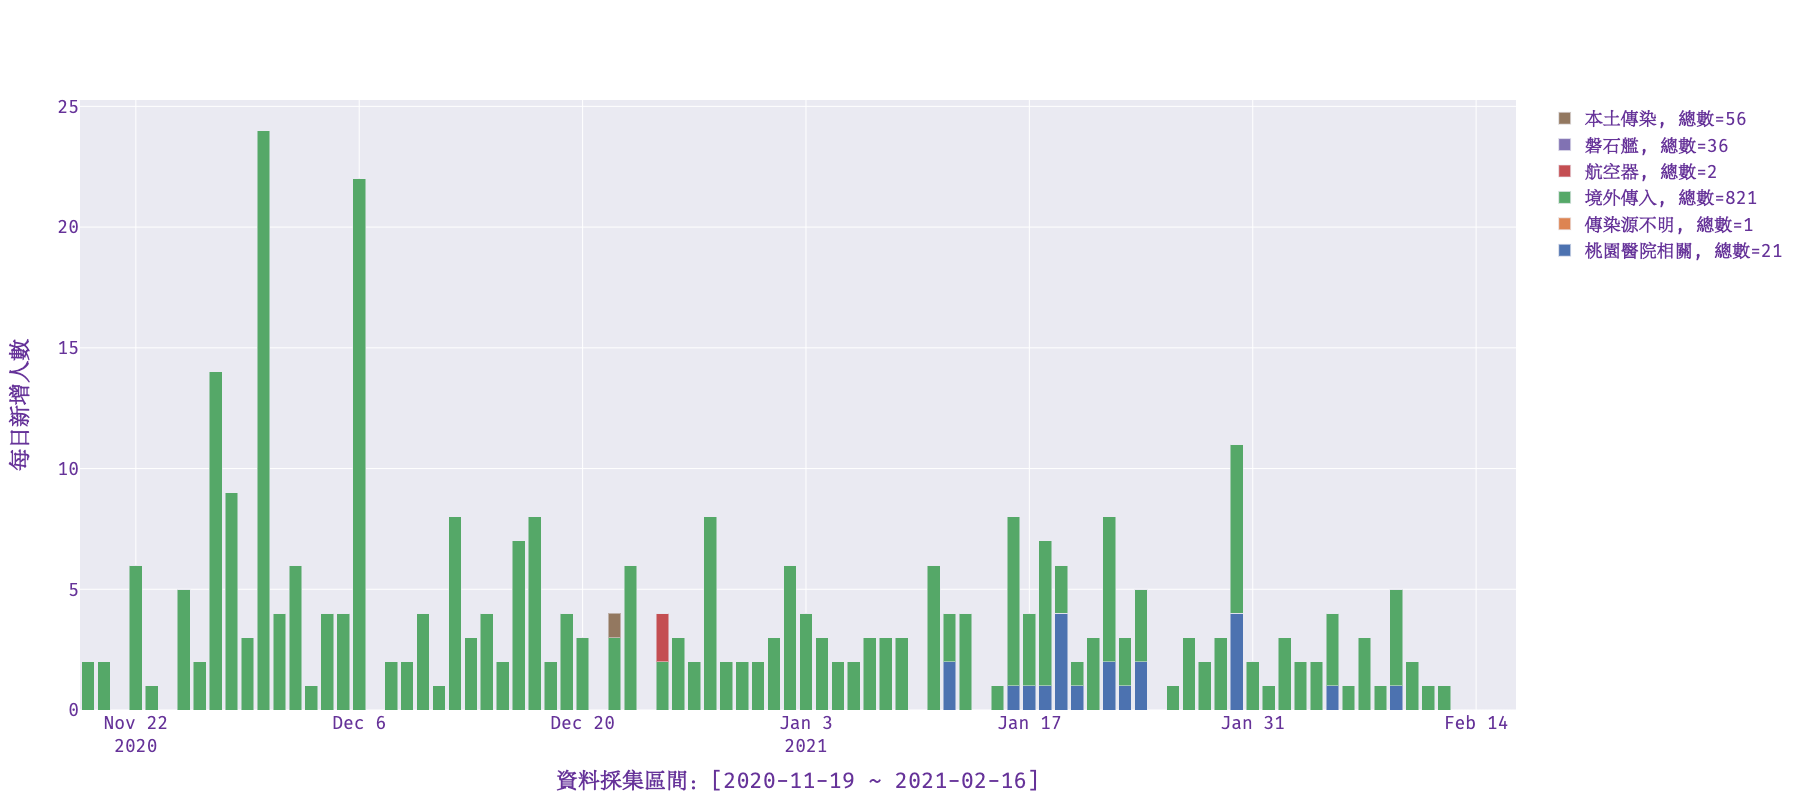 25
20
15
10
5
0
每日新增人數
Nov 22
2020
Dec 6
Dec 20
Jan 3
2021
Jan 17
Jan 31
Feb 14
資料採集區間: [2020-11-19 ~ 2021-02-16]
本土傳染, 總數=56
磐石艦, 總數=36
航空器, 總數=2
境外傳入, 總數=821
傳染源不明, 總數=1
桃園醫院相關, 總數=21